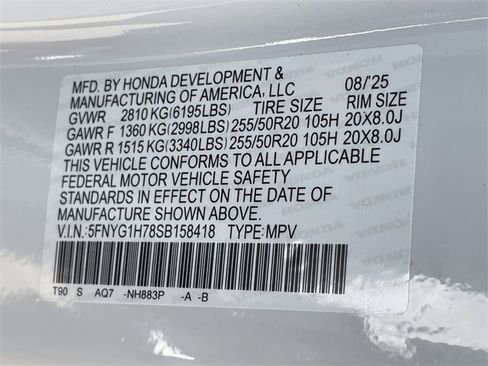 MFD. BY HONDA DEVELOPMENT & 08/'25
MANUFACTURING OF AMERICA, LLC
GVWR 2810 KG(6195LBS) TIRE SIZE RIM SIZE
GAWR F 1360 KG(2998LBS) 255/50R20 105H 20X8.0J
GAWR R 1515 KG(3340LBS) 255/50R20 105H 20X8.0J
THIS VEHICLE CONFORMS TO ALL APPLICABLE
FEDERAL MOTOR VEHICLE SAFETY
STANDARDS IN EFFECT ON THE DATE OF
MANUFACTURE SHOWN ABOVE.
V.I.N.: 5FNYG1H78SB158418 TYPE: MPV
T90 S AQ7 -NH883P -A -B